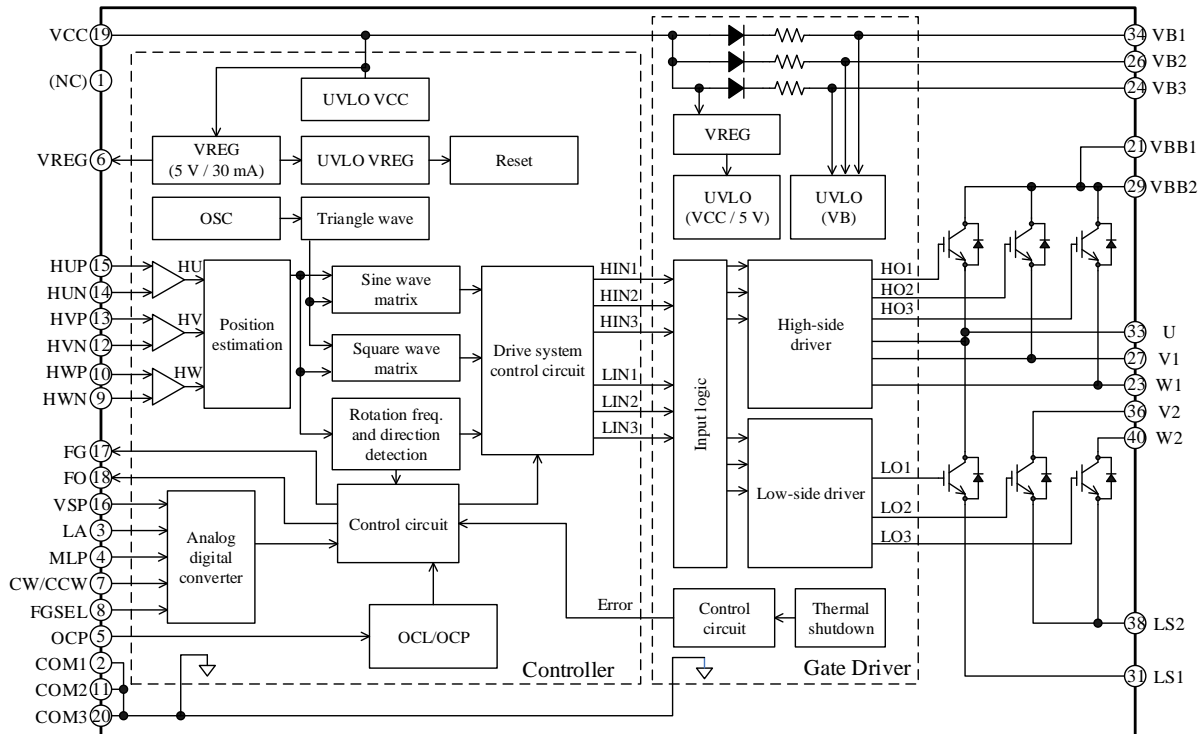 VCC 19
(NC) 1
VREG 6
HUP 15
HUN 14
HVP 13
HVN 12
HWP 10
HWN 9
FG 17
FO 18
VSP 16
LA 3
MLP 4
CW/CCW 7
FGSEL 8
OCP 5
COM1 2
COM2 11
COM3 20
UVLO VCC
VREG
(5 V / 30 mA)
UVLO VREG
Reset
OSC
Triangle wave
HU
HV
HW
Position
estimation
Sine wave
matrix
Square wave
matrix
Rotation freq.
and direction
detection
Drive system
control circuit
Analog
digital
converter
Control circuit
OCL/OCP
Controller
HIN1
HIN2
HIN3
LIN1
LIN2
LIN3
Error
VREG
UVLO
(VCC / 5 V)
UVLO
(VB)
Input logic
High-side
driver
Low-side driver
Control
circuit
Thermal
shutdown
Gate Driver
HO1
HO2
HO3
LO1
LO2
LO3
34 VB1
26 VB2
24 VB3
21 VBB1
29 VBB2
33 U
27 V1
23 W1
36 V2
40 W2
38 LS2
31 LS1